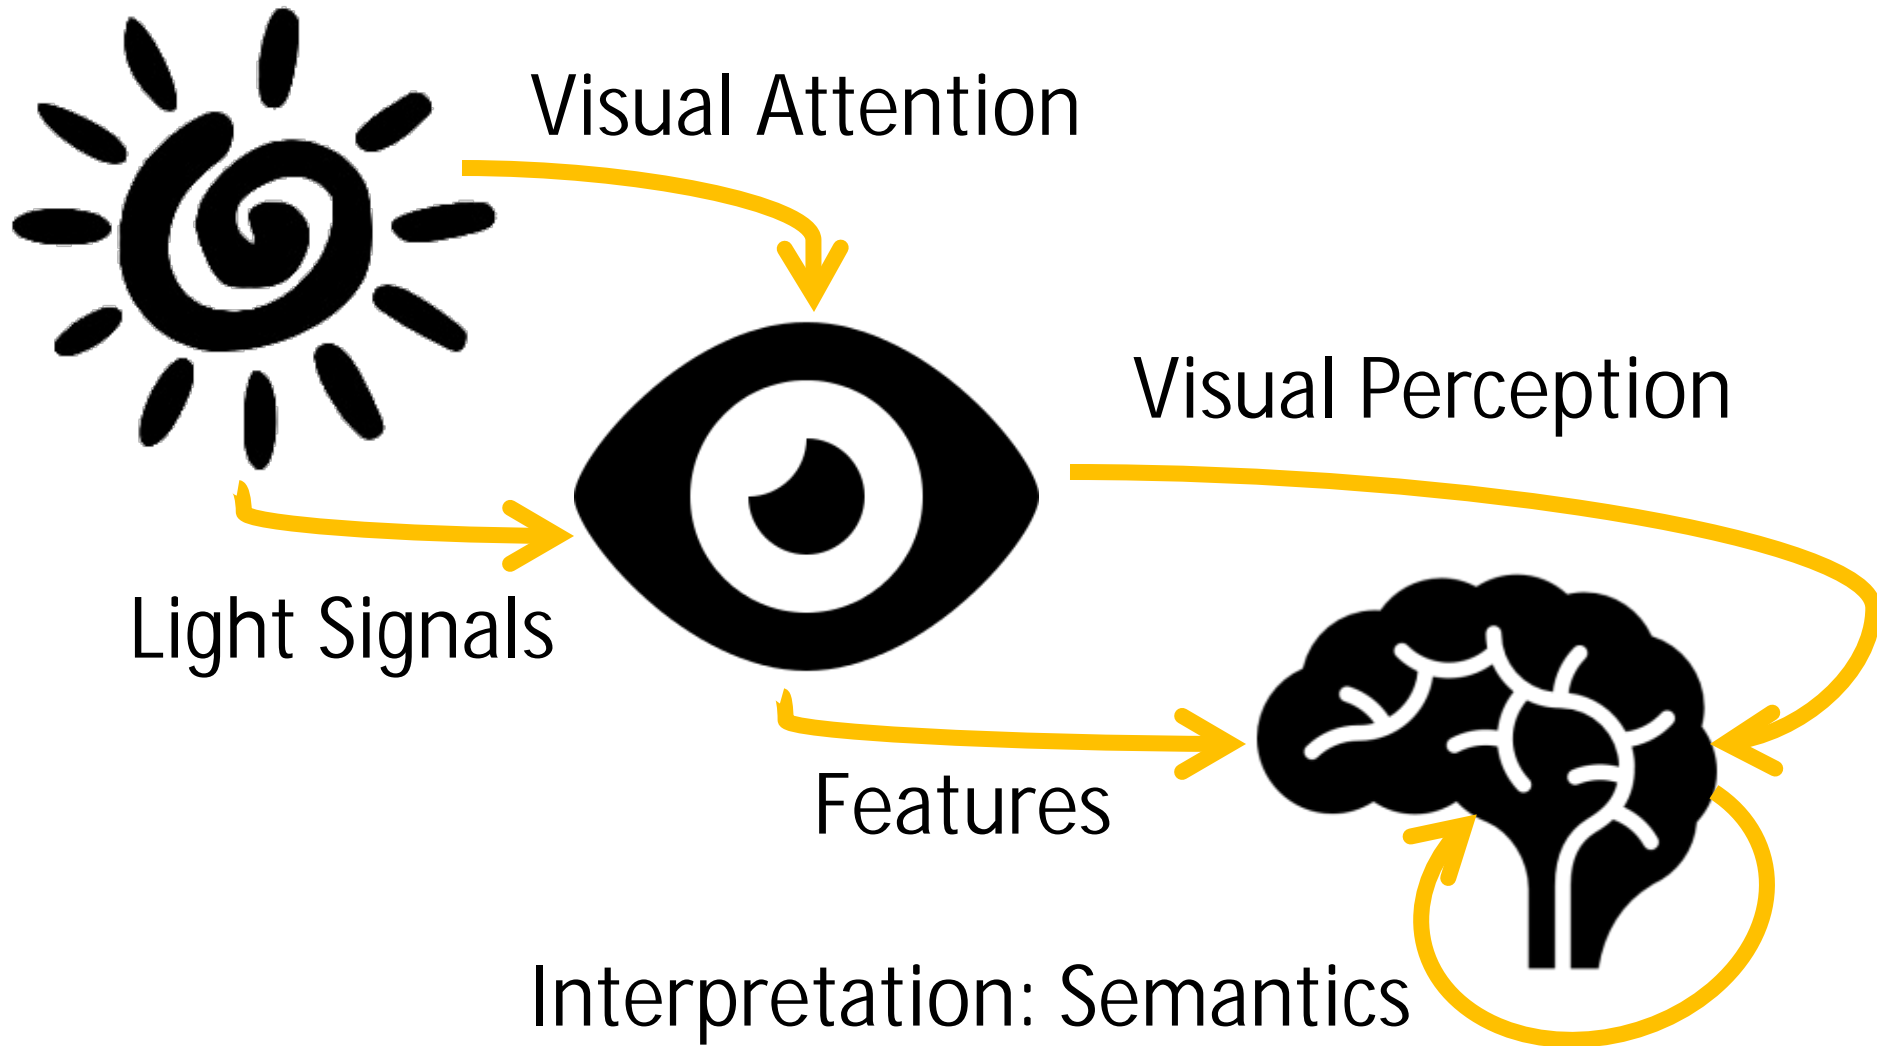 Visual Attention
Visual Perception
Light Signals
Features
Interpretation: Semantics